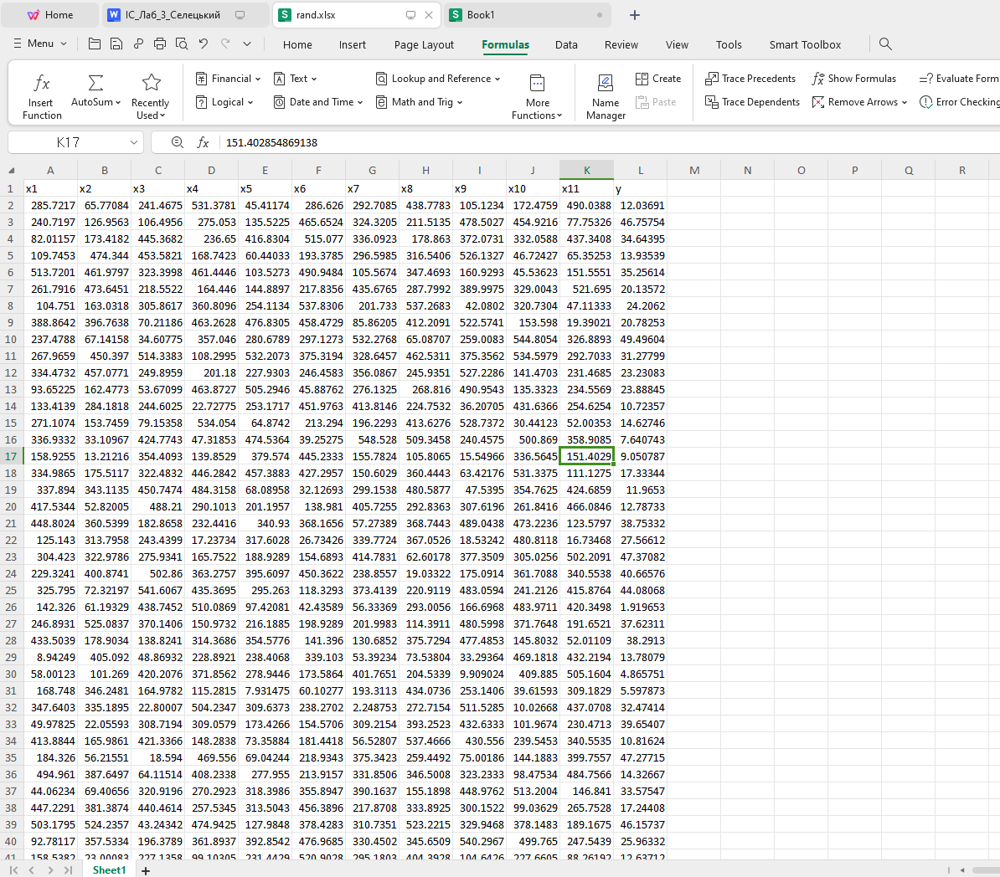 Home IC_Лаб_3_Селецький rand.xlsx Book1
Menu Home Insert Page Layout Formulas Data Review View Tools Smart Toolbox
Financial Text Lookup and Reference Create Trace Precedents Show Formulas Evaluate Form
Insert Function AutoSum Recently Used Logical Date and Time Math and Trig More Functions Name Manager Paste Trace Dependents Remove Arrows Error Checking
K17 fx 151.402854869138
A B C D E F G H I J K L M N O P Q R
1 x1 x2 x3 x4 x5 x6 x7 x8 x9 x10 x11 y
2 285.7217 65.77084 241.4675 531.3781 45.41174 286.626 292.7085 438.7783 105.1234 172.4759 490.0388 12.03691
3 240.7197 126.9563 106.4956 275.053 135.5225 465.6524 324.3205 211.5135 478.5027 454.9216 77.75326 46.75754
4 82.01157 173.4182 445.3682 236.65 416.8304 515.077 336.0923 178.863 372.0731 332.0588 437.3408 34.64395
5 109.7453 474.344 453.5821 168.7423 60.44033 193.3785 296.5985 316.5406 526.1327 46.72427 65.35253 13.93539
6 513.7201 461.9797 323.3998 461.4446 103.5273 490.9484 105.5674 347.4693 160.9293 45.53623 151.5551 35.25614
7 261.7916 473.6451 218.5522 164.446 144.8897 217.8356 435.6765 287.7992 389.9975 329.0043 521.695 20.13572
8 104.751 163.0318 305.8617 360.8096 254.1134 537.8306 201.733 537.2683 42.0802 320.7304 47.11333 24.2062
9 388.8642 396.7638 70.21186 463.2628 476.8305 458.4729 85.86205 412.2091 522.5741 153.598 19.39021 20.78253
10 237.4788 67.14158 34.60775 357.046 280.6789 297.1273 532.2768 65.08707 259.0083 544.8054 326.8893 49.49604
11 267.9659 450.397 514.3383 108.2995 532.2073 375.3194 328.6457 462.5311 375.3562 534.5979 292.7033 31.27799
12 334.4732 457.0771 249.8959 201.18 227.9303 246.4583 356.0867 245.9351 527.2286 141.4703 231.4685 23.23083
13 93.65225 162.4773 53.67099 463.8727 505.2946 45.88762 276.1325 268.816 490.9543 135.3323 234.5569 23.88845
14 133.4139 284.1818 244.6025 22.72775 253.1717 451.9763 413.8146 224.7532 36.20705 431.6366 254.6254 10.72357
15 271.1074 153.7459 79.15358 534.054 64.8742 213.294 196.2293 413.6276 528.7372 30.44123 52.00353 14.62746
16 336.9332 33.10967 424.7743 47.31853 474.5364 39.25275 548.528 509.3458 240.4575 500.869 358.9085 7.640743
17 158.9255 13.21216 354.4093 139.8529 379.574 445.2333 155.7824 105.8065 15.54966 336.5645 151.4029 9.050787
18 334.9865 175.5117 322.4832 446.2842 457.3883 427.2957 150.6029 360.4443 63.42176 531.3375 111.1275 17.33344
19 337.894 343.1135 450.7474 484.3158 68.08958 32.12693 299.1538 480.5877 47.5395 354.7625 424.6859 11.9653
20 417.5344 52.82005 488.21 290.1013 201.1957 138.981 405.7255 292.8363 307.6196 261.8416 466.0846 12.78733
21 448.8024 360.5399 182.8658 232.4416 340.93 368.1656 57.27389 368.7443 489.0438 473.2236 123.5797 38.75332
22 125.143 313.7958 243.4399 17.23734 317.6028 26.73426 339.7724 367.0526 18.53242 480.8118 16.73468 27.56612
23 304.423 322.9786 275.9341 165.7522 188.9289 154.6893 414.7831 62.60178 377.3509 305.0256 502.2091 47.37082
24 229.3241 400.8741 502.86 363.2757 395.6097 450.3622 238.8557 19.03322 175.0914 361.7088 340.5538 40.66576
25 325.795 72.32197 541.6067 435.3695 295.263 118.3293 373.4139 220.9119 483.0594 241.2126 415.8764 44.08068
26 142.326 61.19329 438.7452 510.0869 97.42081 42.43589 56.33369 293.0056 166.6968 483.9711 420.3498 1.919653
27 246.8931 525.0837 370.1406 150.9732 216.1885 198.9289 201.9983 114.3911 480.5998 371.7648 191.6521 37.62311
28 433.5039 178.9034 138.8241 314.3686 354.5776 141.396 130.6852 375.7294 477.4853 145.8032 52.01109 38.2913
29 8.94249 405.092 48.86932 228.8921 238.4068 339.103 53.39234 73.53804 33.29364 469.1818 432.2194 13.78079
30 58.00123 101.269 420.2076 371.8562 278.9446 173.5864 401.7651 204.5339 9.909024 409.885 505.1604 4.865751
31 168.748 346.2481 164.9782 115.2815 7.931475 60.10277 193.3113 434.0736 253.1406 39.61593 309.1829 5.597873
32 347.6403 335.1895 22.80007 504.2347 309.6373 238.2702 2.248753 272.7154 511.5285 10.02668 437.0708 32.47414
33 49.97825 22.05593 308.7194 309.0579 173.4266 154.5706 309.2154 393.2523 432.6333 101.9674 230.4713 39.65407
34 413.8844 165.9861 421.3366 148.2838 73.35884 181.4418 56.52807 537.4666 430.556 239.5453 340.5535 10.81624
35 184.326 56.21551 18.594 469.556 69.04244 218.9343 375.3423 259.4492 75.00186 144.1883 399.7557 47.27715
36 494.961 387.6497 64.11514 408.2338 277.955 213.9157 331.8506 346.5008 323.2333 98.47534 484.7566 14.32667
37 44.06234 69.40656 320.9196 270.2923 318.3986 355.8947 390.1637 155.1898 448.9762 513.2004 146.841 33.57547
38 447.2291 381.3874 440.4614 257.5345 313.5043 456.3896 217.8708 333.8925 300.1522 99.03629 265.7528 17.24408
39 503.1795 524.2357 43.24342 474.9425 127.9848 378.4283 310.7351 523.2215 329.9468 378.1483 189.1675 46.15737
40 92.78117 357.5334 196.3789 361.8937 392.8542 476.9685 330.4502 345.6509 540.2967 499.765 247.5439 25.96332
41 158.5382 23.00083 227.1358 99.10305 231.4429 520.9028 295.1803 404.3928 104.6426 227.6605 88.26192 12.63712
Sheet1